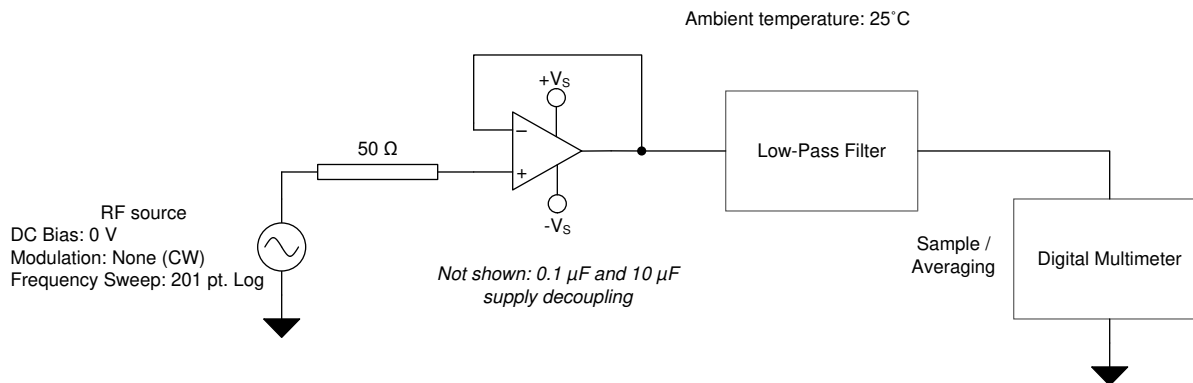 Ambient temperature: 25˚C
+VS
−
50 Ω
+
-VS
Low-Pass Filter
RF source
DC Bias: 0 V
Modulation: None (CW)
Frequency Sweep: 201 pt. Log
Not shown: 0.1 µF and 10 µF
supply decoupling
Sample /
Averaging
Digital Multimeter